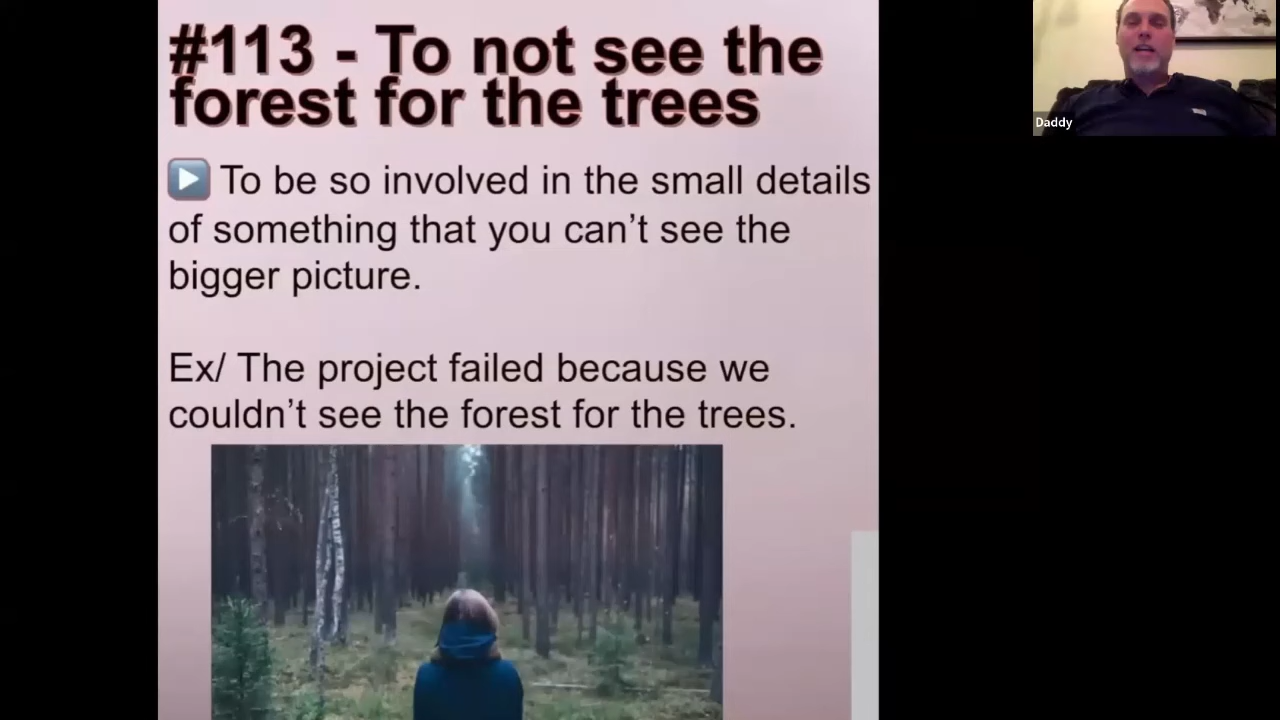 #113 - To not see the
forest for the trees
To be so involved in the small details
of something that you can’t see the
bigger picture.
Ex/ The project failed because we
couldn’t see the forest for the trees.
Daddy